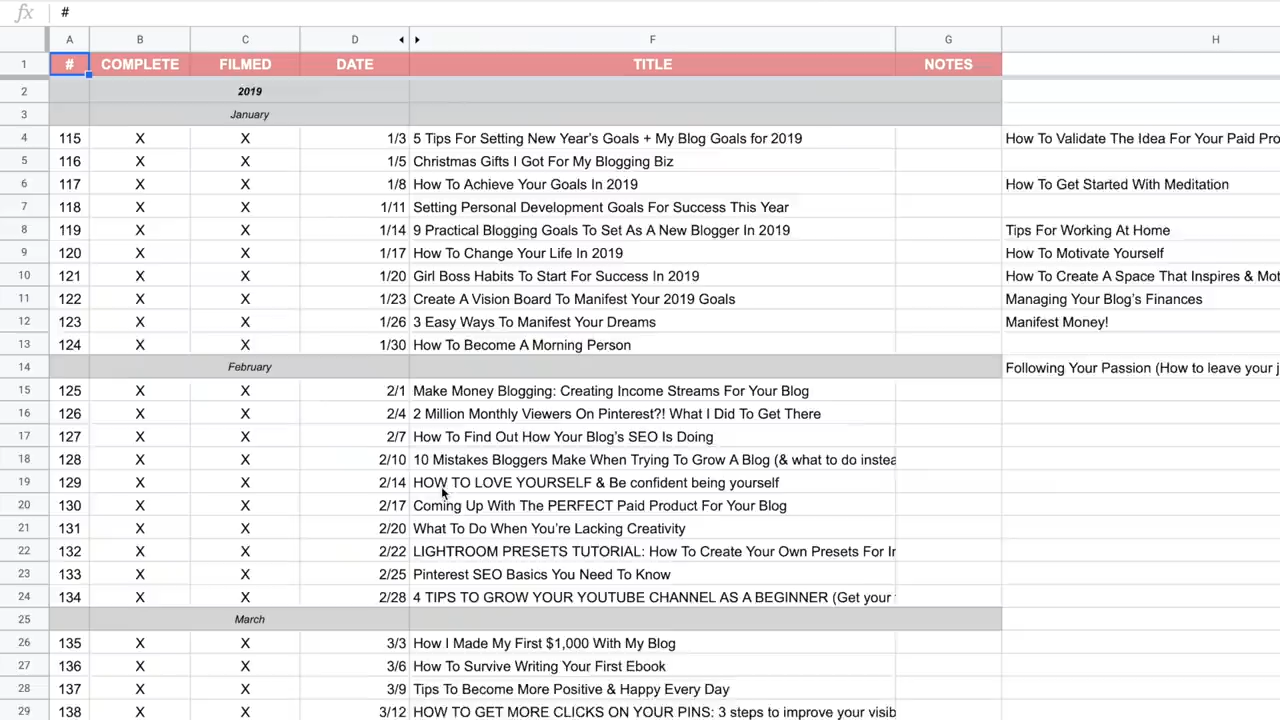 fx #
A B C D F G H
1 # COMPLETE FILMED DATE TITLE NOTES
2 2019
3 January
4 115 X X 1/3 5 Tips For Setting New Year's Goals + My Blog Goals for 2019 How To Validate The Idea For Your Paid Pro
5 116 X X 1/5 Christmas Gifts I Got For My Blogging Biz
6 117 X X 1/8 How To Achieve Your Goals In 2019 How To Get Started With Meditation
7 118 X X 1/11 Setting Personal Development Goals For Success This Year
8 119 X X 1/14 9 Practical Blogging Goals To Set As A New Blogger In 2019 Tips For Working At Home
9 120 X X 1/17 How To Change Your Life In 2019 How To Motivate Yourself
10 121 X X 1/20 Girl Boss Habits To Start For Success In 2019 How To Create A Space That Inspires & Mot
11 122 X X 1/23 Create A Vision Board To Manifest Your 2019 Goals Managing Your Blog's Finances
12 123 X X 1/26 3 Easy Ways To Manifest Your Dreams Manifest Money!
13 124 X X 1/30 How To Become A Morning Person
14 February Following Your Passion (How to leave your j
15 125 X X 2/1 Make Money Blogging: Creating Income Streams For Your Blog
16 126 X X 2/4 2 Million Monthly Viewers On Pinterest?! What I Did To Get There
17 127 X X 2/7 How To Find Out How Your Blog's SEO Is Doing
18 128 X X 2/10 10 Mistakes Bloggers Make When Trying To Grow A Blog (& what to do instea
19 129 X X 2/14 HOW TO LOVE YOURSELF & Be confident being yourself
20 130 X X 2/17 Coming Up With The PERFECT Paid Product For Your Blog
21 131 X X 2/20 What To Do When You're Lacking Creativity
22 132 X X 2/22 LIGHTROOM PRESETS TUTORIAL: How To Create Your Own Presets For In
23 133 X X 2/25 Pinterest SEO Basics You Need To Know
24 134 X X 2/28 4 TIPS TO GROW YOUR YOUTUBE CHANNEL AS A BEGINNER (Get your
25 March
26 135 X X 3/3 How I Made My First $1,000 With My Blog
27 136 X X 3/6 How To Survive Writing Your First Ebook
28 137 X X 3/9 Tips To Become More Positive & Happy Every Day
29 138 X X 3/12 HOW TO GET MORE CLICKS ON YOUR PINS: 3 steps to improve your visib